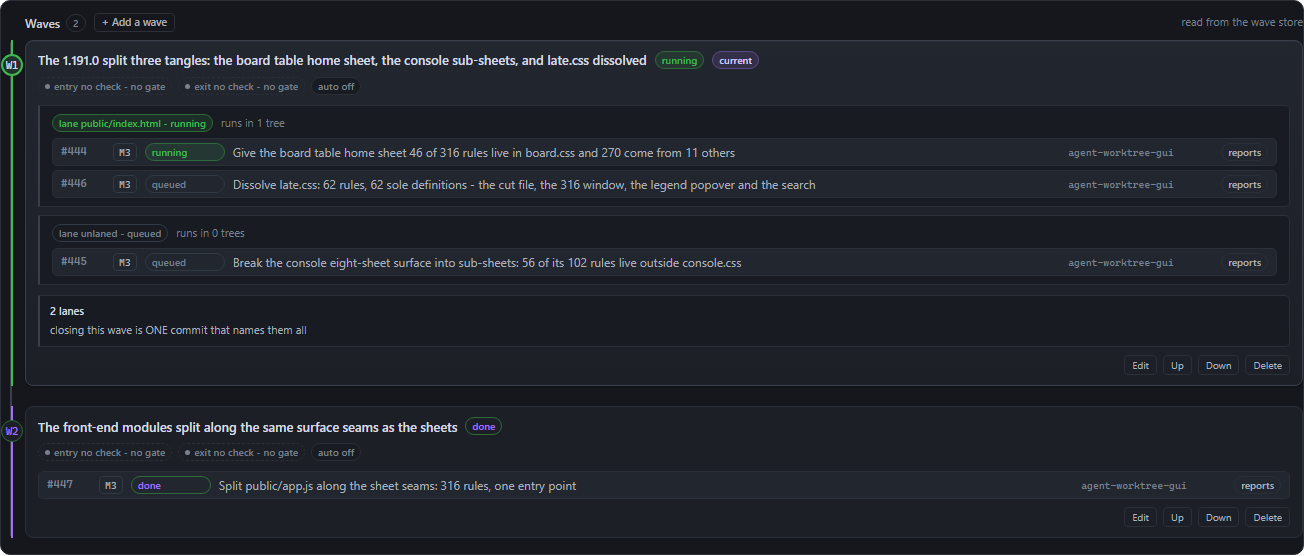 Waves 2 + Add a wave read from the wave store
W1
The 1.191.0 split three tangles: the board table home sheet, the console sub-sheets, and late.css dissolved running current
entry no check - no gate exit no check - no gate auto off
lane public/index.html - running runs in 1 tree
#444 M3 running Give the board table home sheet 46 of 316 rules live in board.css and 270 come from 11 others agent-worktree-gui reports
#446 M3 queued Dissolve late.css: 62 rules, 62 sole definitions - the cut file, the 316 window, the legend popover and the search agent-worktree-gui reports
lane unlaned - queued runs in 0 trees
#445 M3 queued Break the console eight-sheet surface into sub-sheets: 56 of its 102 rules live outside console.css agent-worktree-gui reports
2 lanes
closing this wave is ONE commit that names them all
Edit Up Down Delete
W2
The front-end modules split along the same surface seams as the sheets done
entry no check - no gate exit no check - no gate auto off
#447 M3 done Split public/app.js along the sheet seams: 316 rules, one entry point agent-worktree-gui reports
Edit Up Down Delete